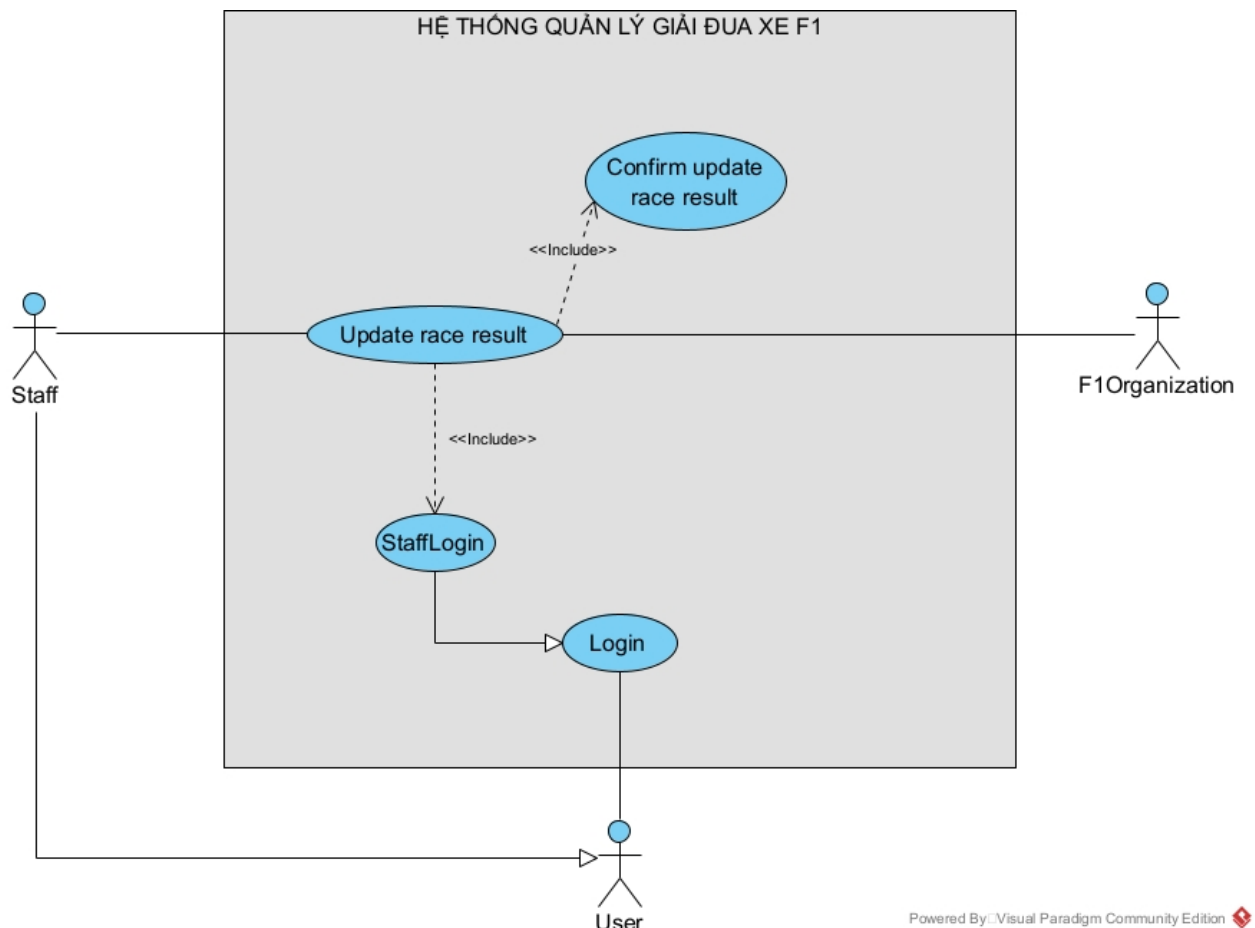 HỆ THỐNG QUẢN LÝ GIẢI ĐUA XE F1
Confirm update
race result
<<Include>>
Update race result
Staff
F1Organization
<<Include>>
StaffLogin
Login
User
Powered By Visual Paradigm Community Edition